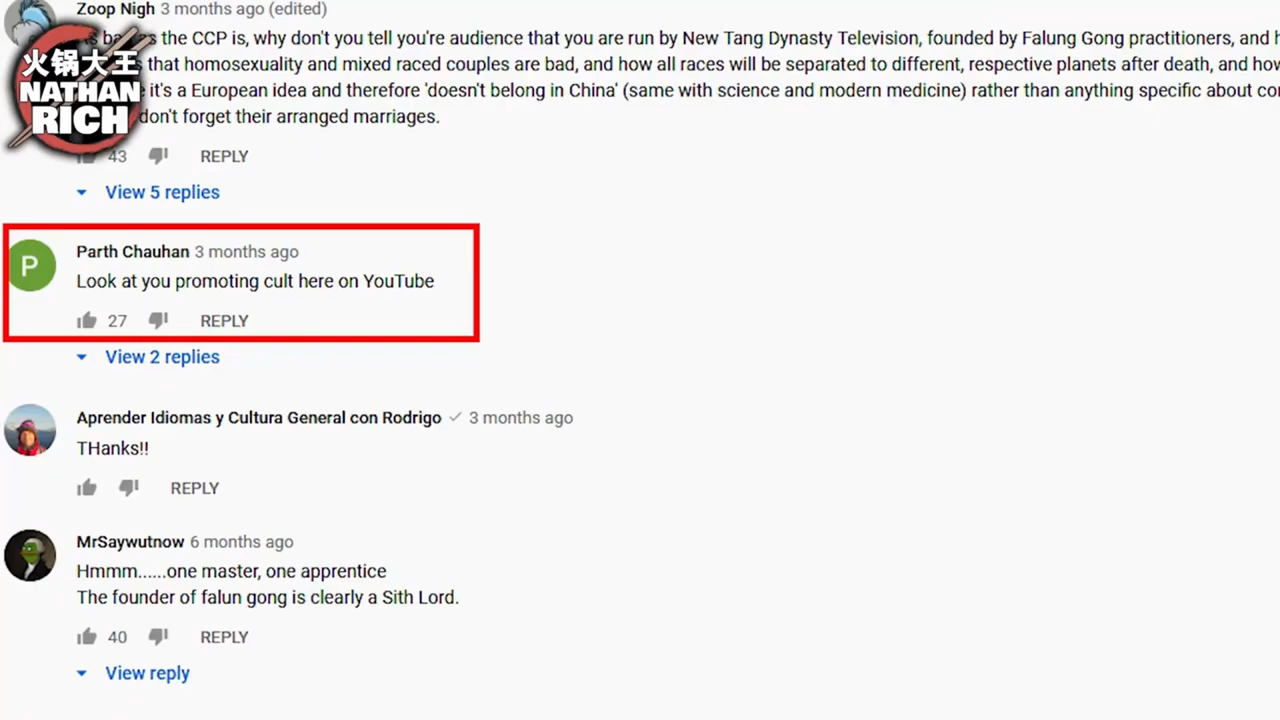 Zoop Nigh 3 months ago (edited)
the CCP is, why don't you tell you're audience that you are run by New Tang Dynasty Television, founded by Falung Gong practitioners, and
that homosexuality and mixed raced couples are bad, and how all races will be separated to different, respective planets after death, and
it's a European idea and therefore 'doesn't belong in China' (same with science and modern medicine) rather than anything specific about
don't forget their arranged marriages.
火锅大王
NATHAN
RICH
43 REPLY
View 5 replies
P
Parth Chauhan 3 months ago
Look at you promoting cult here on YouTube
27 REPLY
View 2 replies
Aprender Idiomas y Cultura General con Rodrigo 3 months ago
THanks!!
REPLY
MrSaywutnow 6 months ago
Hmmm......one master, one apprentice
The founder of falun gong is clearly a Sith Lord.
40 REPLY
View reply